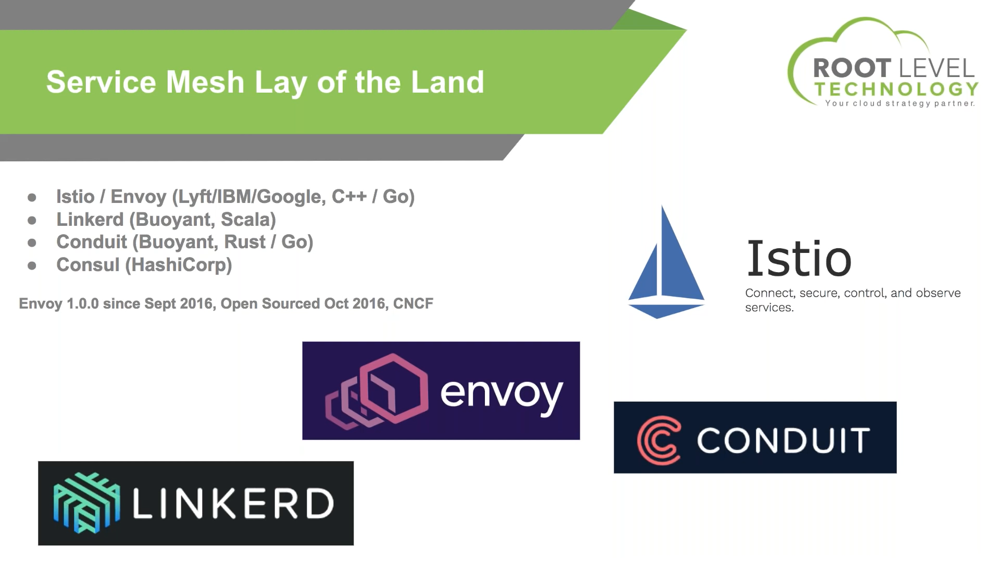 Service Mesh Lay of the Land
ROOT LEVEL
TECHNOLOGY
Your cloud strategy partner.
● Istio / Envoy (Lyft/IBM/Google, C++ / Go)
● Linkerd (Buoyant, Scala)
● Conduit (Buoyant, Rust / Go)
● Consul (HashiCorp)
Envoy 1.0.0 since Sept 2016, Open Sourced Oct 2016, CNCF
Istio
Connect, secure, control, and observe
services.
envoy
CONDUIT
LINKERD